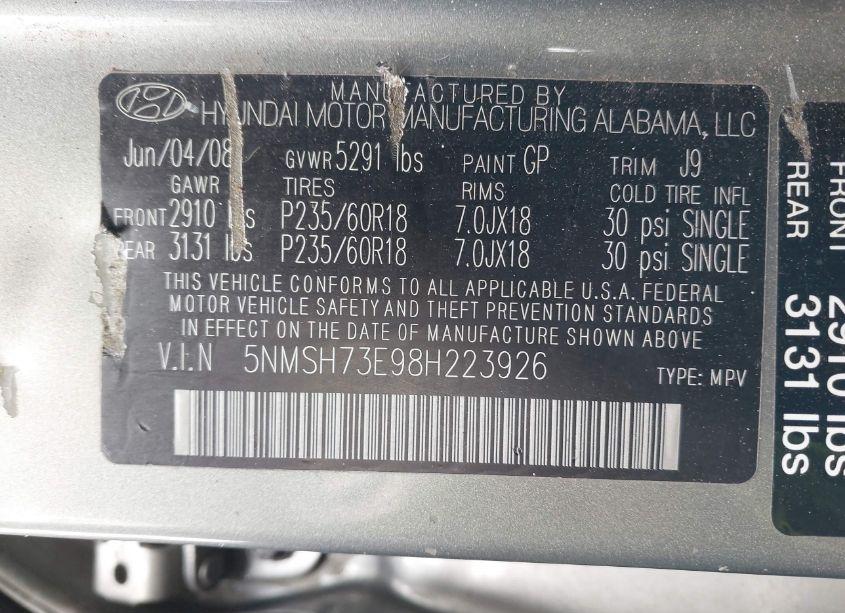 MANUFACTURED BY
HYUNDAI MOTOR MANUFACTURING ALABAMA, LLC
Jun/04/08 GVWR 5291 lbs PAINT GP TRIM J9
GAWR TIRES RIMS COLD TIRE INFL
FRONT 2910 lbs P235/60R18 7.0JX18 30 psi SINGLE
REAR 3131 lbs P235/60R18 7.0JX18 30 psi SINGLE
THIS VEHICLE CONFORMS TO ALL APPLICABLE U.S.A. FEDERAL
MOTOR VEHICLE SAFETY AND THEFT PREVENTION STANDARDS
IN EFFECT ON THE DATE OF MANUFACTURE SHOWN ABOVE
V.I.N 5NMSH73E98H223926 TYPE: MPV
FRONT 2910 lbs
REAR 3131 lbs